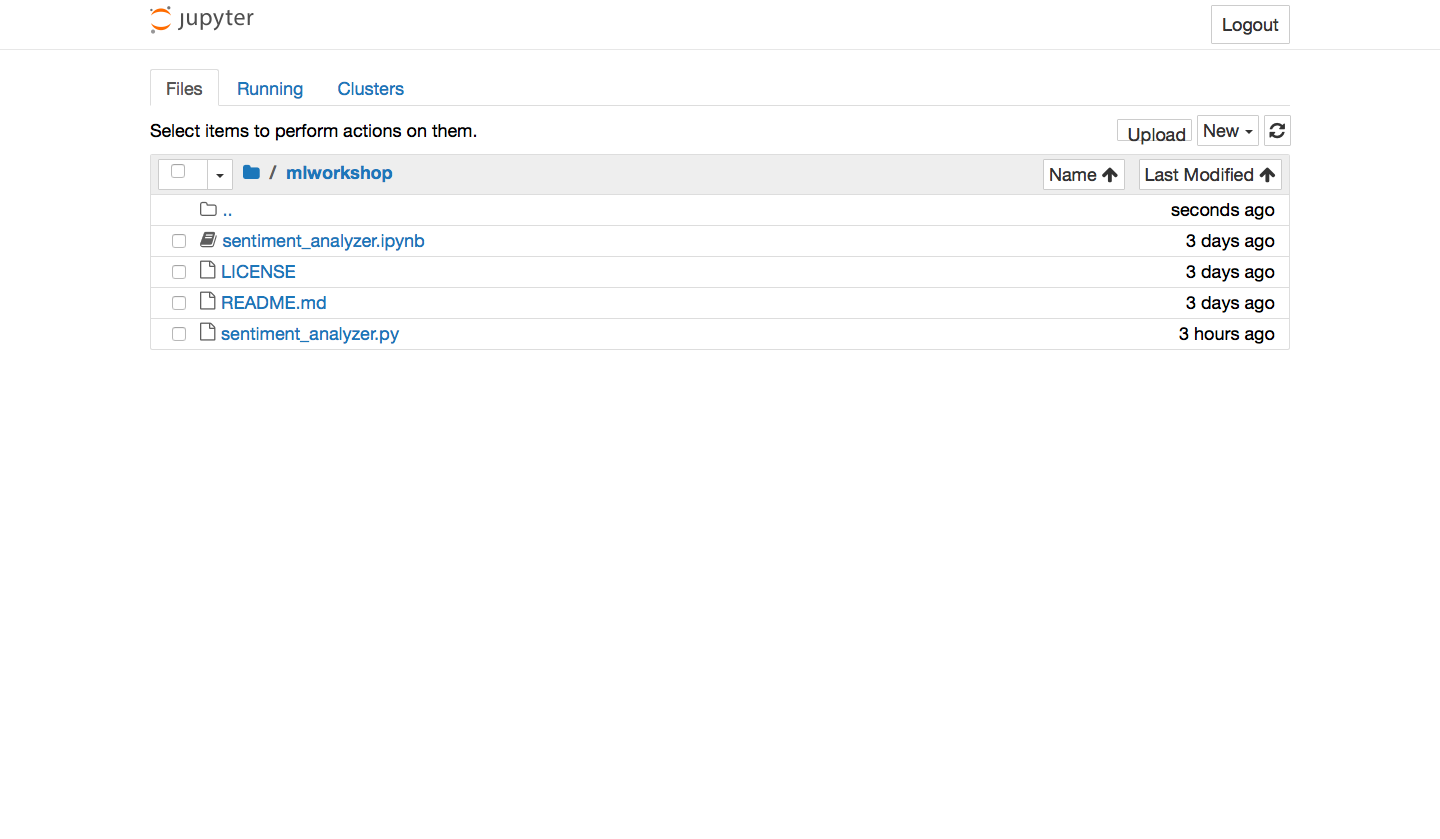 jupyter
Logout
Files Running Clusters
Select items to perform actions on them.
Upload New
/ mlworkshop Name Last Modified
.. seconds ago
sentiment_analyzer.ipynb 3 days ago
LICENSE 3 days ago
README.md 3 days ago
sentiment_analyzer.py 3 hours ago